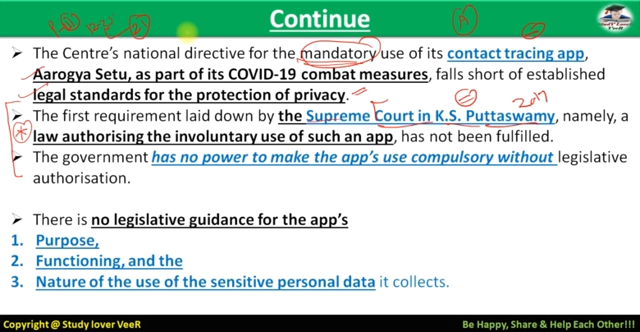 Continue
The Centre's national directive for the mandatory use of its contact tracing app,
Aarogya Setu, as part of its COVID-19 combat measures, falls short of established
legal standards for the protection of privacy.
2017
The first requirement laid down by the Supreme Court in K.S. Puttaswamy, namely, a
law authorising the involuntary use of such an app, has not been fulfilled.
The government has no power to make the app's use compulsory without legislative
authorisation.
There is no legislative guidance for the app's
1. Purpose,
2. Functioning, and the
3. Nature of the use of the sensitive personal data it collects.
Copyright @ Study lover VeeR
Be Happy, Share & Help Each Other!!!